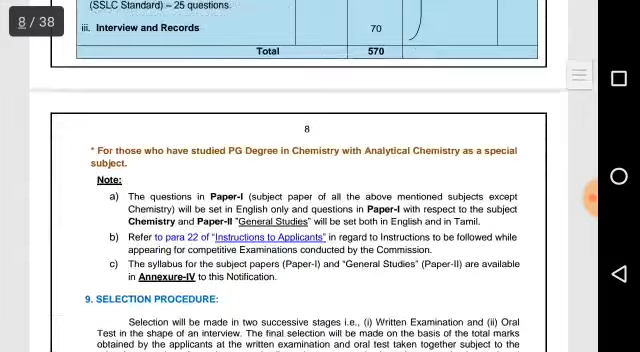 8 / 38
(SSLC Standard) – 25 questions.
iii. Interview and Records 70
Total 570
8
* For those who have studied PG Degree in Chemistry with Analytical Chemistry as a special
subject.
Note:
a) The questions in Paper-I (subject paper of all the above mentioned subjects except
Chemistry) will be set in English only and questions in Paper-I with respect to the subject
Chemistry and Paper-II "General Studies" will be set both in English and in Tamil.
b) Refer to para 22 of "Instructions to Applicants" in regard to Instructions to be followed while
appearing for competitive Examinations conducted by the Commission.
c) The syllabus for the subject papers (Paper-I) and "General Studies" (Paper-II) are available
in Annexure-IV to this Notification.
9. SELECTION PROCEDURE:
Selection will be made in two successive stages i.e., (i) Written Examination and (ii) Oral
Test in the shape of an interview. The final selection will be made on the basis of the total marks
obtained by the applicants at the written examination and oral test taken together subject to the